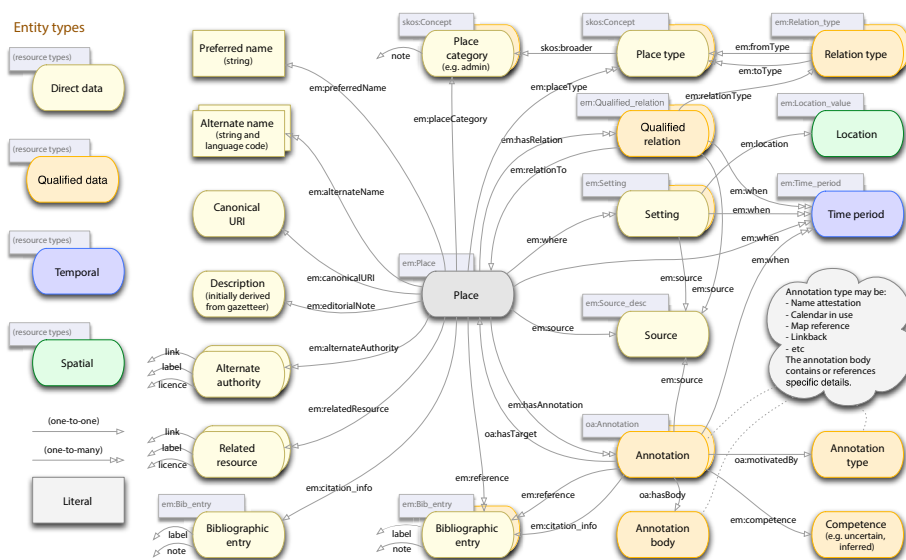 Entity types
(resource types)
Direct data
(resource types)
Qualified data
(resource types)
Temporal
(resource types)
Spatial
(one-to-one)
(one-to-many)
Literal
Preferred name
(string)
Alternate name
(string and
language code)
Canonical
URI
Description
(initially derived
from gazetteer)
link
label
licence
Alternate
authority
link
label
licence
Related
resource
em:Bib_entry
label
note
Bibliographic
entry
em:preferredName
em:alternateName
em:canonicalURI
em:editorialNote
em:alternateAuthority
em:relatedResource
em:citation_info
skos:Concept
note
Place
category
(e.g. admin)
em:placeCategory
em:Place
Place
skos:broader
em:placeType
em:hasRelation
em:relationTo
em:where
em:source
em:hasAnnotation
oa:hasTarget
em:reference
em:Bib_entry
label
note
Bibliographic
entry
em:reference
em:citation_info
skos:Concept
Place type
em:fromType
em:toType
em:relationType
em:Relation_type
Relation type
em:Qualified_relation
Qualified
relation
em:Location_value
Location
em:location
em:Setting
Setting
em:when
em:when
em:when
em:when
em:Time_period
Time period
em:source
em:source
em:Source_desc
Source
em:source
oa:Annotation
Annotation
oa:motivatedBy
Annotation
type
oa:hasBody
Annotation
body
em:competence
Competence
(e.g. uncertain,
inferred)
Annotation type may be:
- Name attestation
- Calendar in use
- Map reference
- Linkback
- etc
The annotation body
contains or references
specific details.